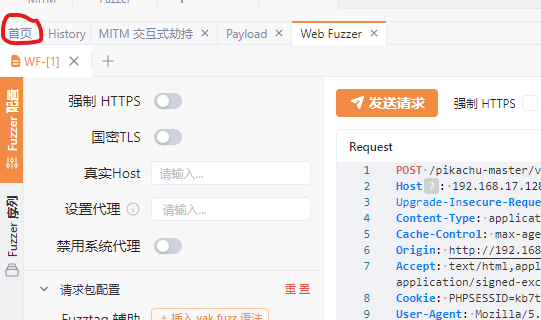 MITM Fuzzer
首页 History MITM 交互式劫持 × Payload × Web Fuzzer ×
WF-[1] × +
Fuzzer 配置
Fuzzer 序列
强制 HTTPS
国密TLS
真实Host 请输入...
设置代理 请输入...
禁用系统代理
请求包配置 重置
Fuzztag 辅助 + 插入 yak.fuzz 语法
发送请求 强制 HTTPS
Request
1 POST /pikachu-master/v
2 Host ? : 192.168.17.128
3 Upgrade-Insecure-Reque
4 Content-Type: applicat
5 Cache-Control: max-age
6 Origin: http://192.168
7 Accept: text/html,appl
application/signed-exc
8 Cookie: PHPSESSID=kb7t
9 User-Agent: Mozilla/5.